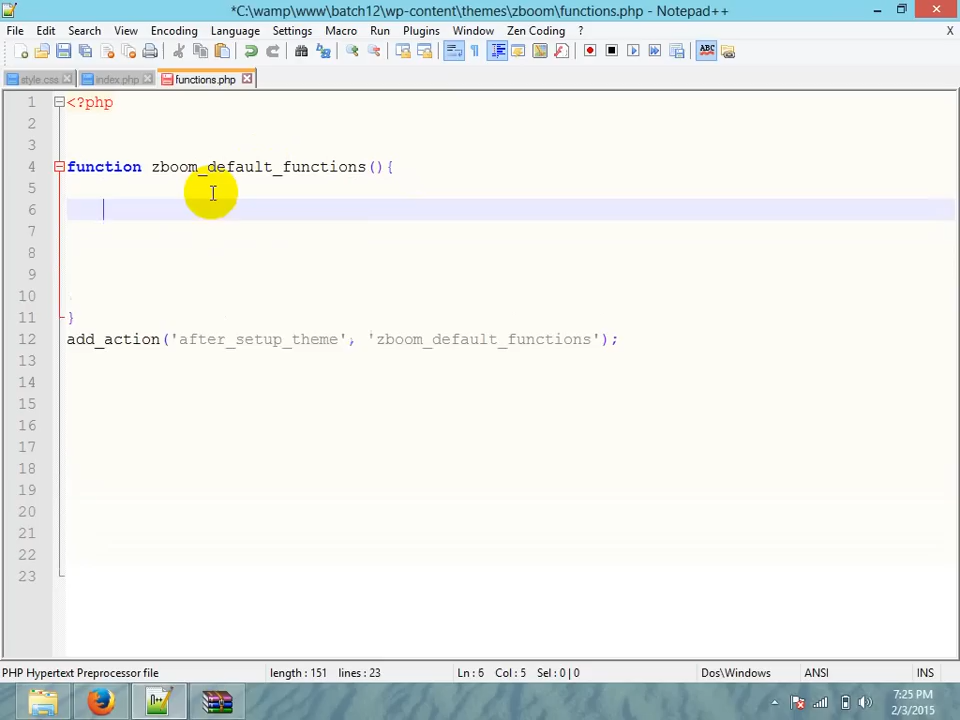 *C:\wamp\www\batch12\wp-content\themes\zboom\functions.php - Notepad++
File Edit Search View Encoding Language Settings Macro Run Plugins Window Zen Coding ? X
style.css index.php functions.php
1 <?php
2
3
4 function zboom_default_functions(){
5
6
7
8
9
10
11 }
12 add_action('after_setup_theme', 'zboom_default_functions');
13
14
15
16
17
18
19
20
21
22
23
PHP Hypertext Preprocessor file length : 151 lines : 23 Ln : 6 Col : 5 Sel : 0 | 0 Dos\Windows ANSI INS
7:25 PM
2/3/2015